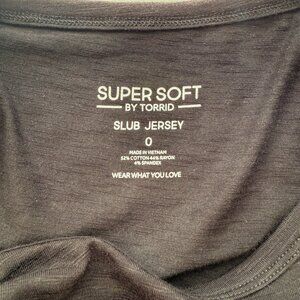 SUPER SOFT
BY TORRID
SLUB JERSEY
0
MADE IN VIETNAM
52% COTTON 44% RAYON
4% SPANDEX
WEAR WHAT YOU LOVE